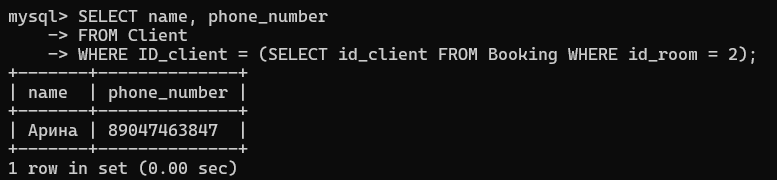 mysql> SELECT name, phone_number
    -> FROM Client
    -> WHERE ID_client = (SELECT id_client FROM Booking WHERE id_room = 2);
+-------+--------------+
| name  | phone_number |
+-------+--------------+
| Арина | 89047463847  |
+-------+--------------+
1 row in set (0.00 sec)